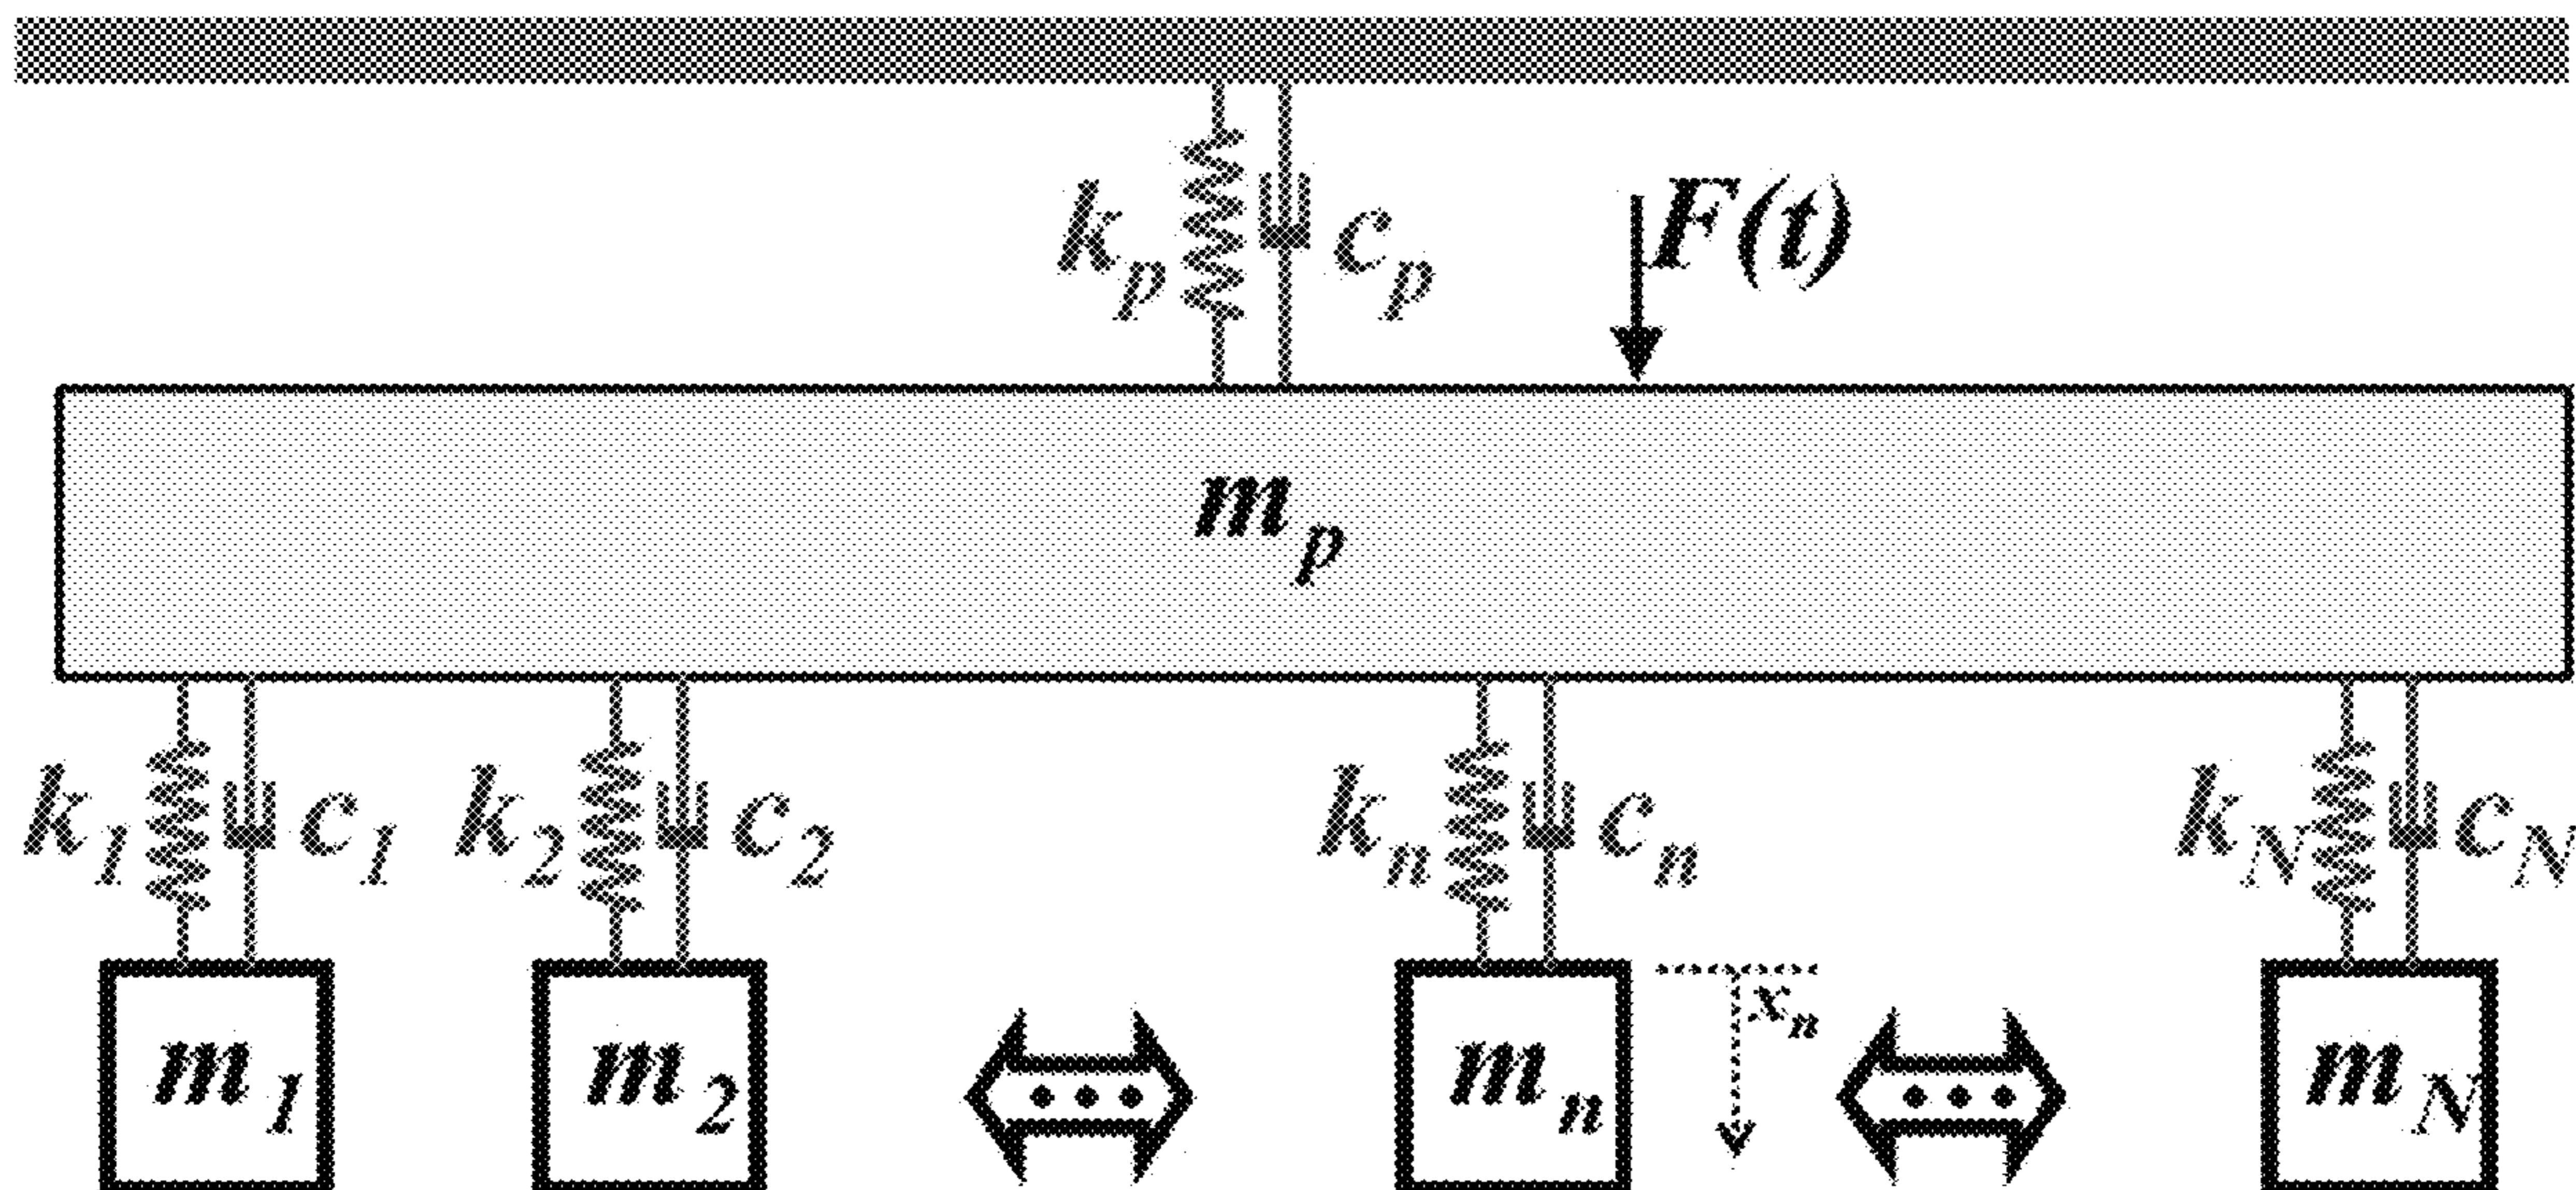 k_p c_p F(t)
m_p
k_1 c_1 k_2 c_2 k_n c_n k_N c_N
x_n
m_1 m_2 ... m_n ... m_N